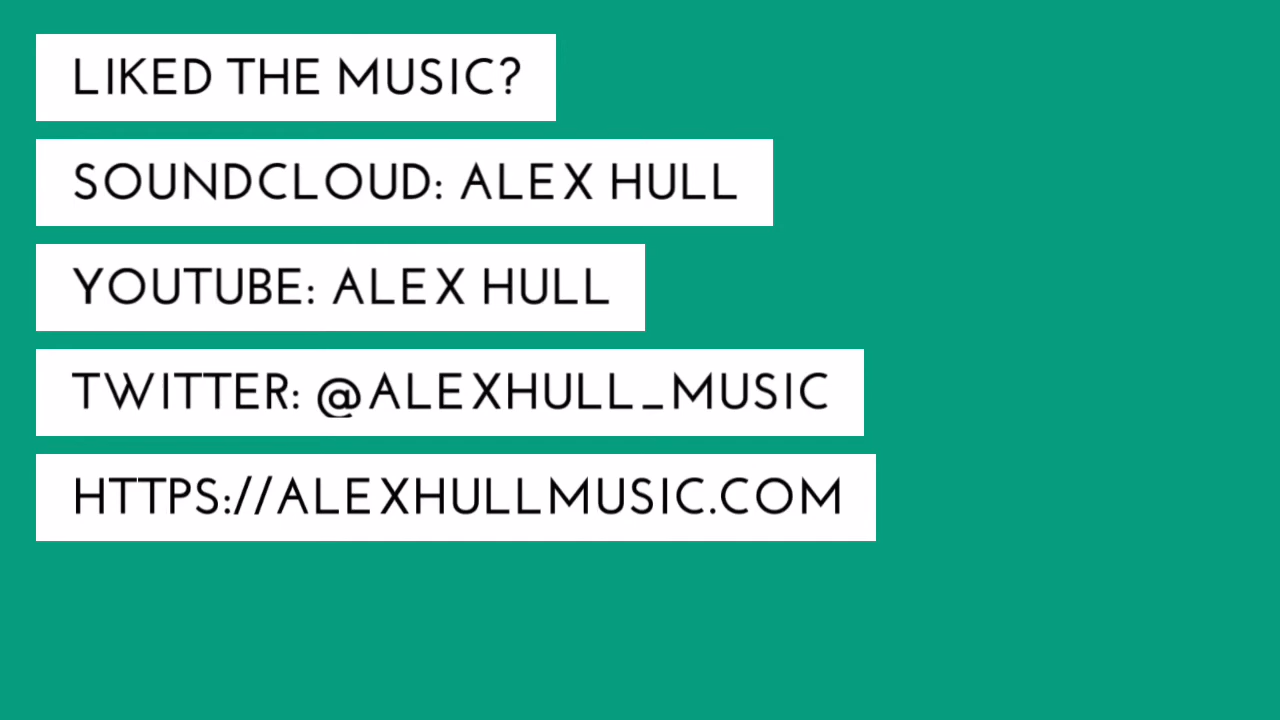 LIKED THE MUSIC?
SOUNDCLOUD: ALEX HULL
YOUTUBE: ALEX HULL
TWITTER: @ALEXHULL_MUSIC
HTTPS://ALEXHULLMUSIC.COM